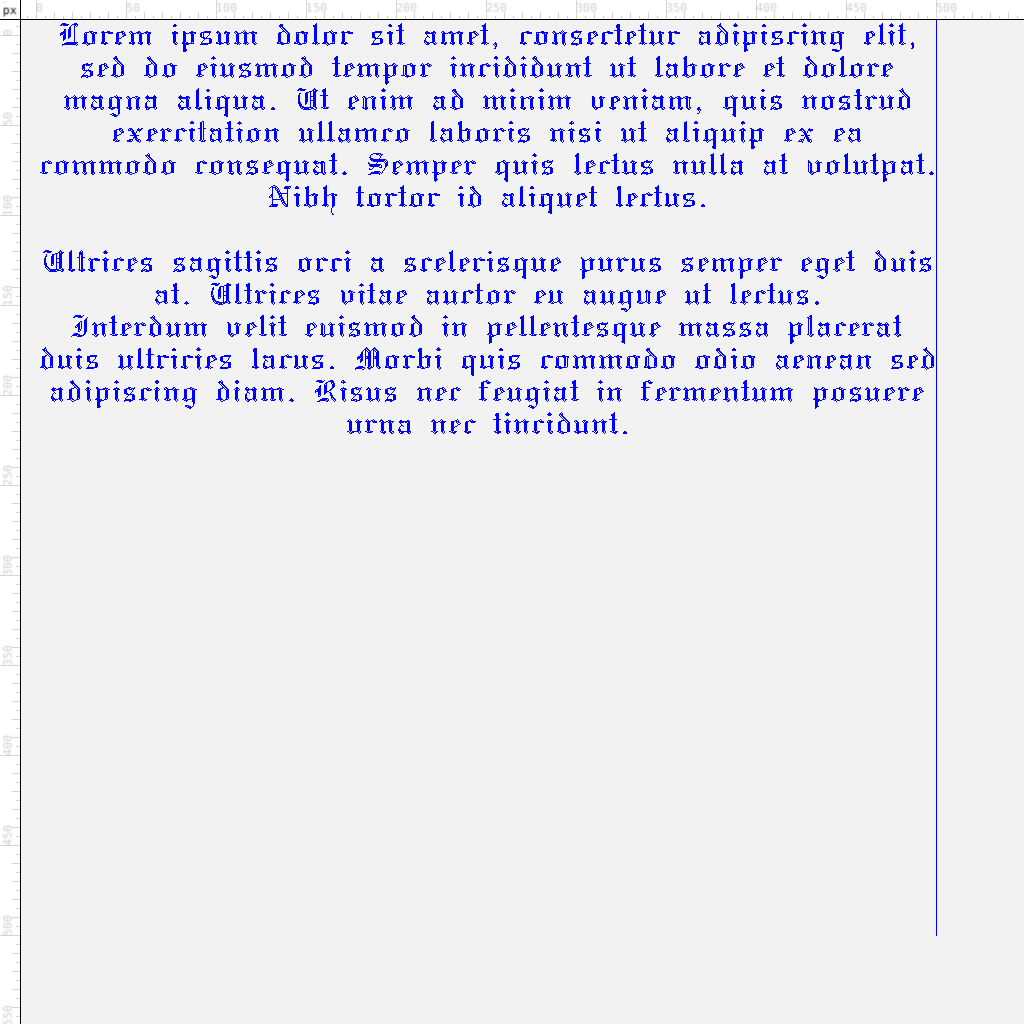 px
0 50 100 150 200 250 300 350 400 450 500
0
50
100
150
200
250
300
350
400
450
500
550
Lorem ipsum dolor sit amet, consectetur adipiscing elit,
sed do eiusmod tempor incididunt ut labore et dolore
magna aliqua. Ut enim ad minim veniam, quis nostrud
exercitation ullamco laboris nisi ut aliquip ex ea
commodo consequat. Semper quis lectus nulla at volutpat.
Nibh tortor id aliquet lectus.
Ultrices sagittis orci a scelerisque purus semper eget duis
at. Ultrices vitae auctor eu augue ut lectus.
Interdum velit euismod in pellentesque massa placerat
duis ultricies lacus. Morbi quis commodo odio aenean sed
adipiscing diam. Risus nec feugiat in fermentum posuere
urna nec tincidunt.